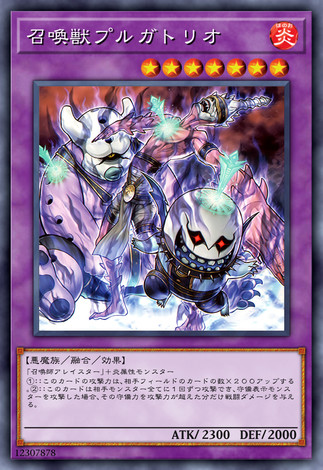 召喚獣プルガトリオ
炎
【悪魔族／融合／効果】
「召喚師アレイスター」＋炎属性モンスター
①：：このカードの攻撃力は、相手フィールドのカードの数×２００アップする
。②：：このカードは相手モンスター全てに１回ずつ攻撃でき、守備表示モン
スターを攻撃した場合、その守備力を攻撃力が超えた分だけ戦闘ダメージを与え
る。
ATK/ 2300 DEF/2000
12307878